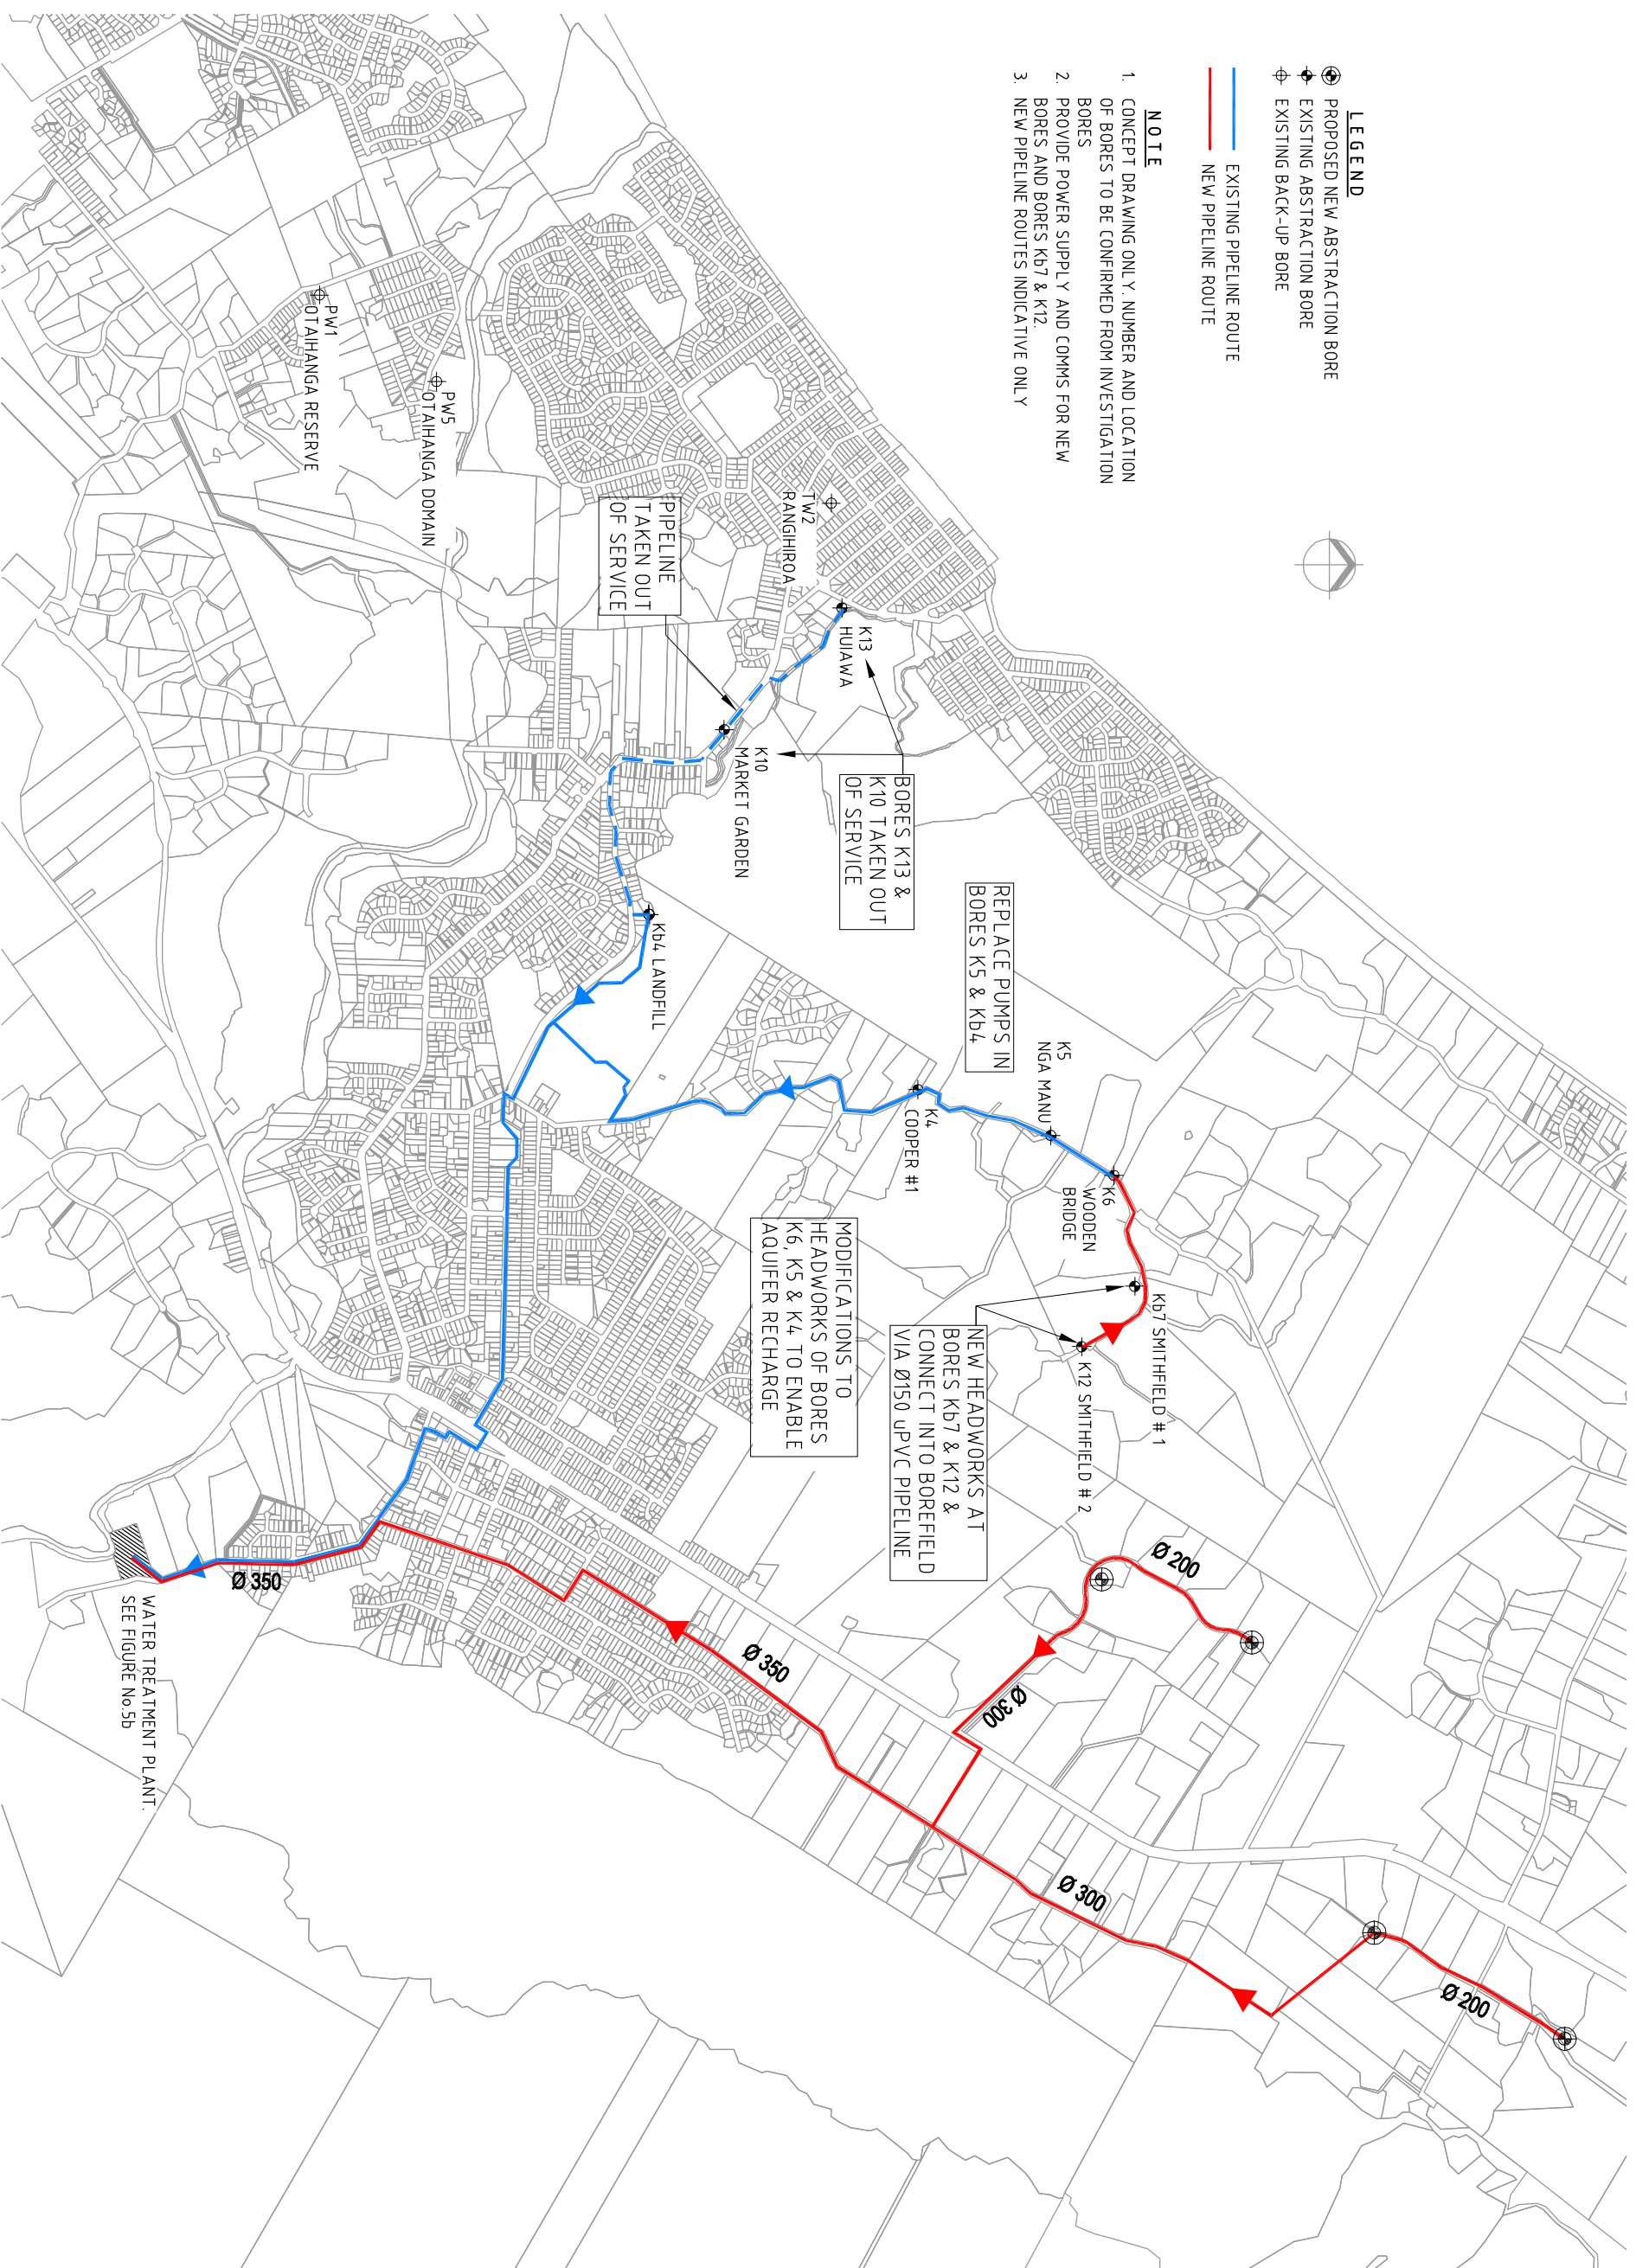 LEGEND
PROPOSED NEW ABSTRACTION BORE
EXISTING ABSTRACTION BORE
EXISTING BACK-UP BORE
EXISTING PIPELINE ROUTE
NEW PIPELINE ROUTE
NOTE
1. CONCEPT DRAWING ONLY. NUMBER AND LOCATION
OF BORES TO BE CONFIRMED FROM INVESTIGATION
BORES
2. PROVIDE POWER SUPPLY AND COMMS FOR NEW
BORES AND BORES Kb7 & K12.
3. NEW PIPELINE ROUTES INDICATIVE ONLY
PW1
OTAIHANGA RESERVE
PW5
OTAIHANGA DOMAIN
TW2
RANGIHIROA
PIPELINE
TAKEN OUT
OF SERVICE
K13
HUIAWA
K10
MARKET GARDEN
BORES K13 &
K10 TAKEN OUT
OF SERVICE
Kb4 LANDFILL
REPLACE PUMPS IN
BORES K5 & Kb4
K5
NGA MANU
K4
COOPER #1
K6
WOODEN
BRIDGE
Kb7 SMITHFIELD # 1
K12 SMITHFIELD # 2
MODIFICATIONS TO
HEADWORKS OF BORES
K6, K5 & K4 TO ENABLE
AQUIFER RECHARGE
NEW HEADWORKS AT
BORES Kb7 & K12 &
CONNECT INTO BOREFIELD
VIA Ø150 uPVC PIPELINE
Ø 200
Ø 300
Ø 350
Ø 350
Ø 300
Ø 200
WATER TREATMENT PLANT.
SEE FIGURE No.5b